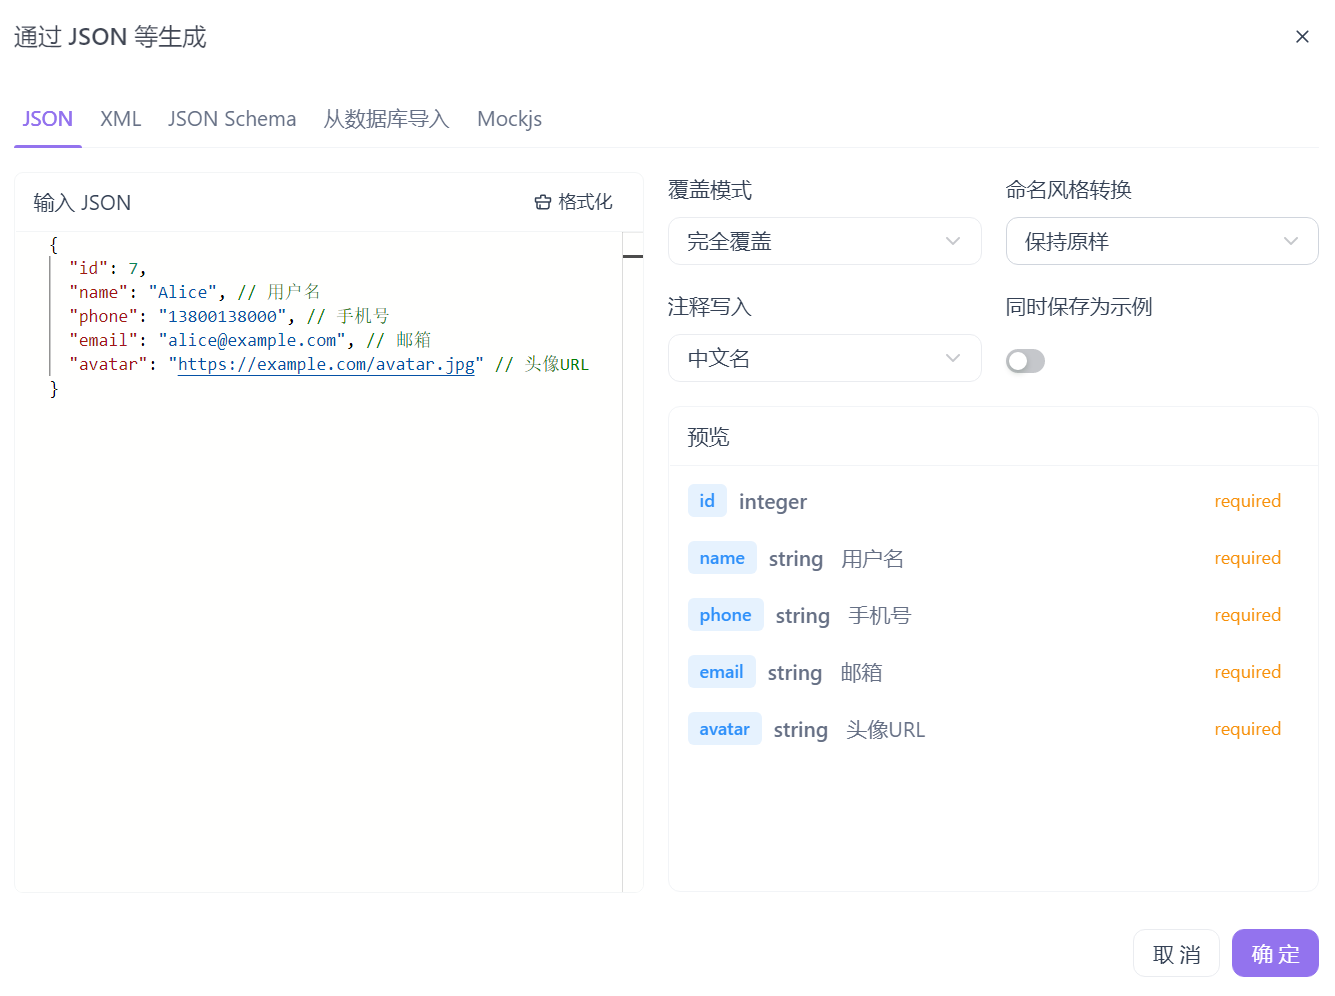 通过 JSON 等生成
JSON XML JSON Schema 从数据库导入 Mockjs
输入 JSON 格式化
{
  "id": 7,
  "name": "Alice", // 用户名
  "phone": "13800138000", // 手机号
  "email": "alice@example.com", // 邮箱
  "avatar": "https://example.com/avatar.jpg" // 头像URL
}
覆盖模式 命名风格转换
完全覆盖 保持原样
注释写入 同时保存为示例
中文名
预览
id integer required
name string 用户名 required
phone string 手机号 required
email string 邮箱 required
avatar string 头像URL required
取消 确定